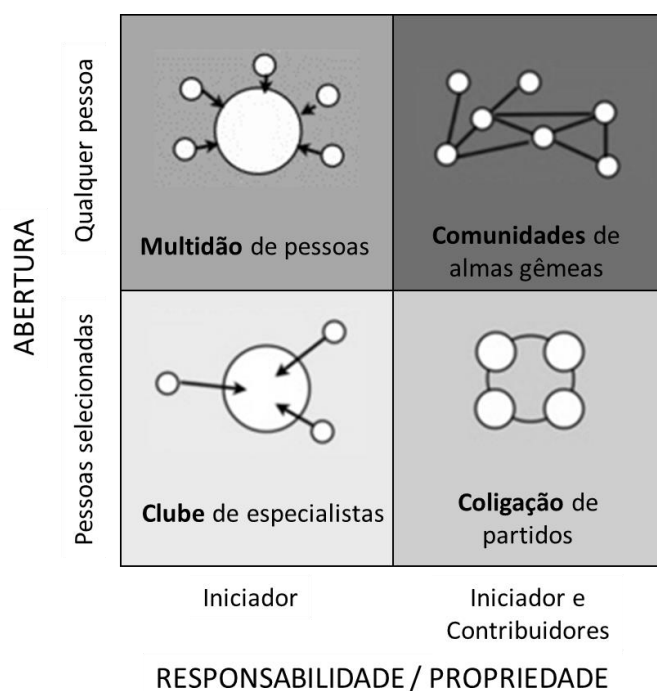 ABERTURA
Qualquer pessoa
Multidão de pessoas
Comunidades de
almas gêmeas
Pessoas selecionadas
Clube de especialistas
Coligação de
partidos
Iniciador
Iniciador e
Contribuidores
RESPONSABILIDADE / PROPRIEDADE